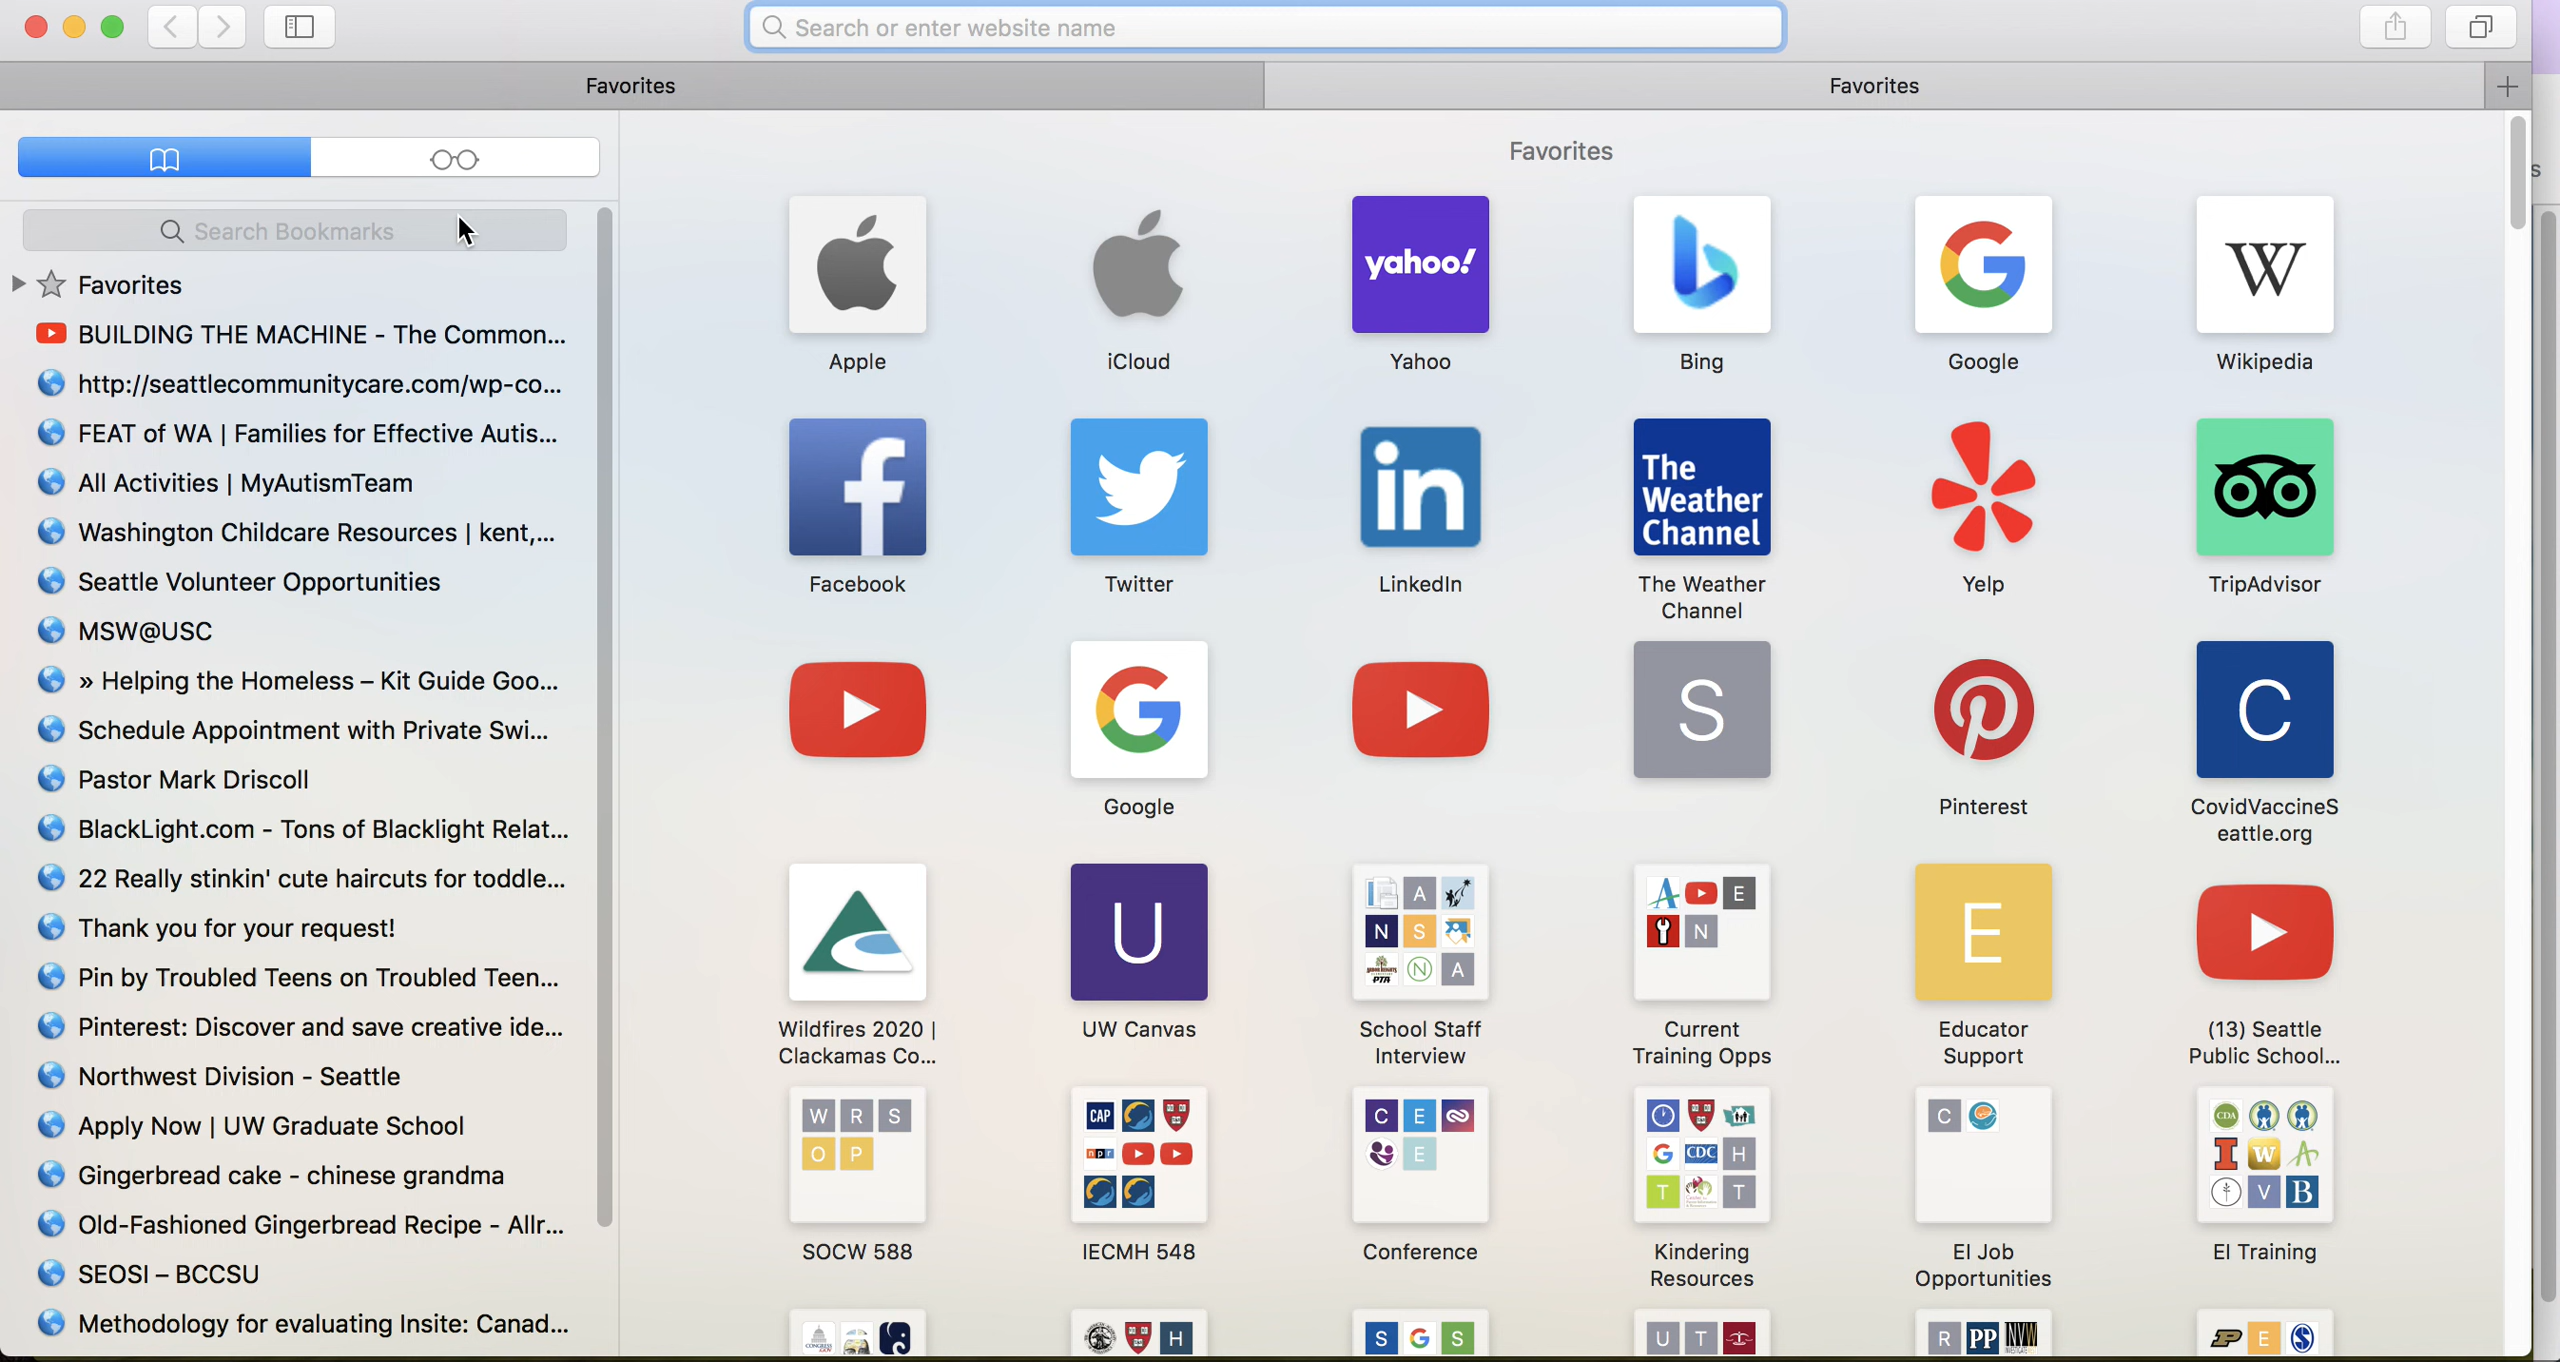 Search or enter website name
Favorites
Favorites
Search Bookmarks
Favorites
BUILDING THE MACHINE - The Common...
http://seattlecommunitycare.com/wp-co...
FEAT of WA | Families for Effective Autis...
All Activities | MyAutismTeam
Washington Childcare Resources | kent,...
Seattle Volunteer Opportunities
MSW@USC
» Helping the Homeless – Kit Guide Goo...
Schedule Appointment with Private Swi...
Pastor Mark Driscoll
BlackLight.com - Tons of Blacklight Relat...
22 Really stinkin' cute haircuts for toddle...
Thank you for your request!
Pin by Troubled Teens on Troubled Teen...
Pinterest: Discover and save creative ide...
Northwest Division - Seattle
Apply Now | UW Graduate School
Gingerbread cake - chinese grandma
Old-Fashioned Gingerbread Recipe - Allr...
SEOSI – BCCSU
Methodology for evaluating Insite: Canad...
Favorites
yahoo!
W
Apple
iCloud
Yahoo
Bing
Google
Wikipedia
f
in
The
Weather
Channel
Facebook
Twitter
LinkedIn
The Weather
Channel
Yelp
TripAdvisor
G
S
C
Google
Pinterest
CovidVaccineS
eattle.org
U
A
N S
PTA N A
A E
N
E
Wildfires 2020 |
Clackamas Co...
UW Canvas
School Staff
Interview
Current
Training Opps
Educator
Support
(13) Seattle
Public School...
W R S
O P
CAP
npr
C E
E
G CDC H
T T
C
CDA
I W A
V B
SOCW 588
IECMH 548
Conference
Kindering
Resources
EI Job
Opportunities
EI Training
H
S G S
U T
R PP NVW
P E S
s